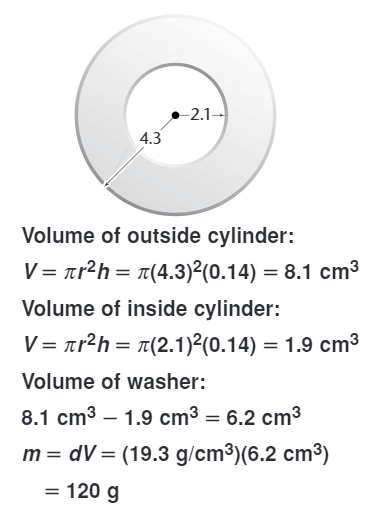 2.1
4.3
Volume of outside cylinder:
V = πr²h = π(4.3)²(0.14) = 8.1 cm³
Volume of inside cylinder:
V = πr²h = π(2.1)²(0.14) = 1.9 cm³
Volume of washer:
8.1 cm³ – 1.9 cm³ = 6.2 cm³
m = dV = (19.3 g/cm³)(6.2 cm³)
= 120 g